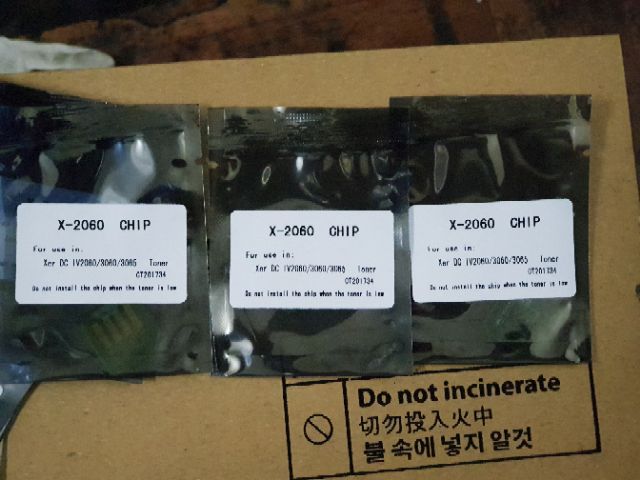 X-2060 CHIP
For use in:
Xer DC IV2060/3060/3065 Toner
CT201734
Do not install the chip when the toner is low
X-2060 CHIP
For use in:
Xer DC IV2060/3060/3065 Toner
CT201734
Do not install the chip when the toner is low
X-2060 CHIP
For use in:
Xer DC IV2060/3060/3065 Toner
CT201734
Do not install the chip when the toner is low
Do not incinerate
切勿投入火中
불 속에 넣지 말것